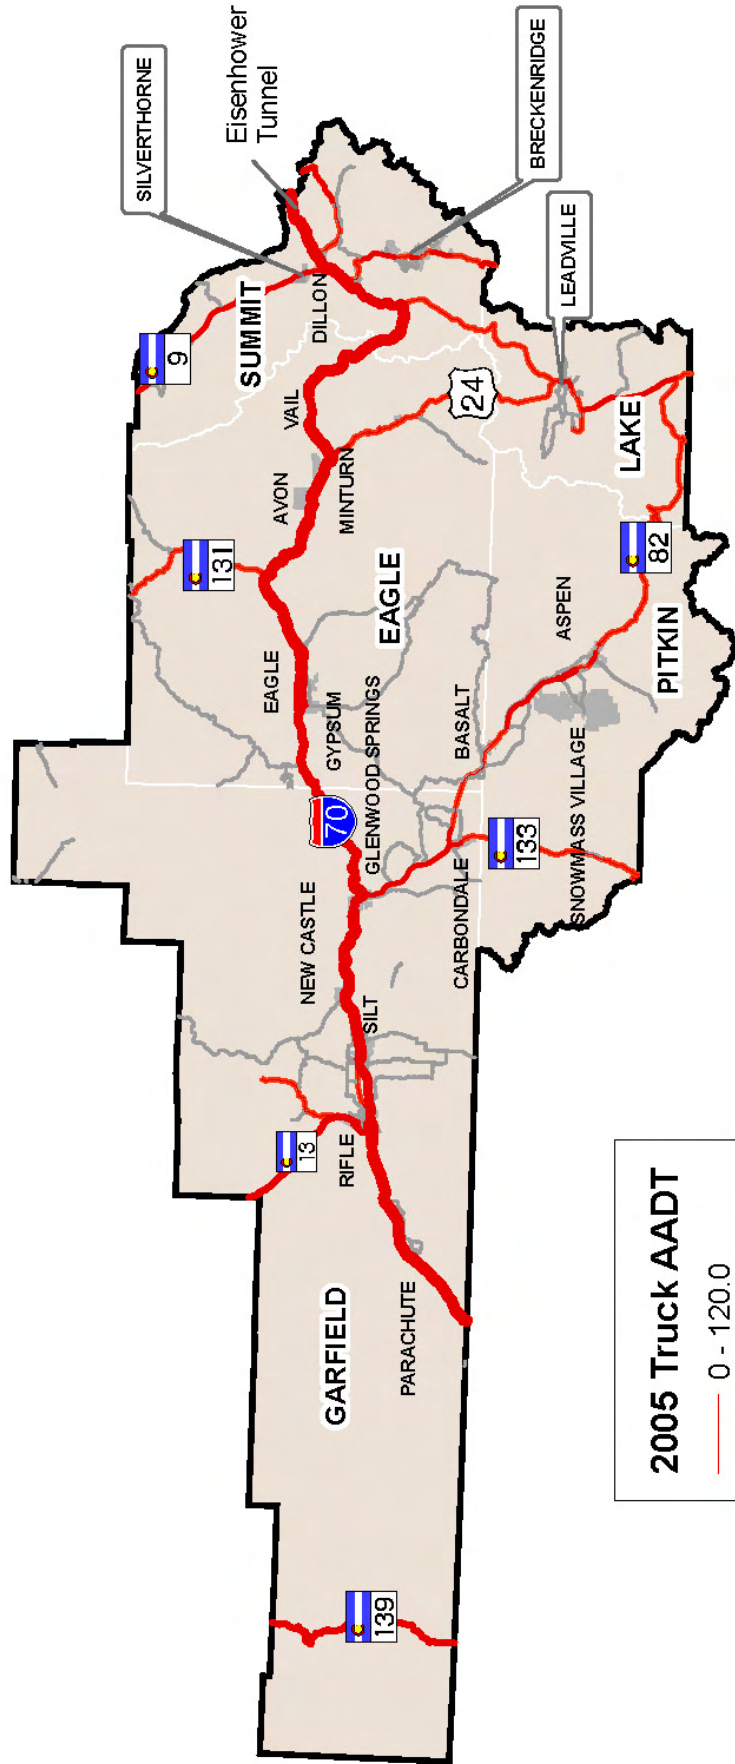 SILVERTHORNE
Eisenhower
Tunnel
9
SUMMIT
DILLON
BRECKENRIDGE
VAIL
LEADVILLE
24
AVON
MINTURN
LAKE
131
EAGLE
82
EAGLE
ASPEN
PITKIN
GYPSUM
BASALT
GLENWOOD SPRINGS
70
SNOWMASS VILLAGE
133
NEW CASTLE
CARBONDALE
SILT
13
RIFLE
PARACHUTE
GARFIELD
139
2005 Truck AADT
0 - 120.0